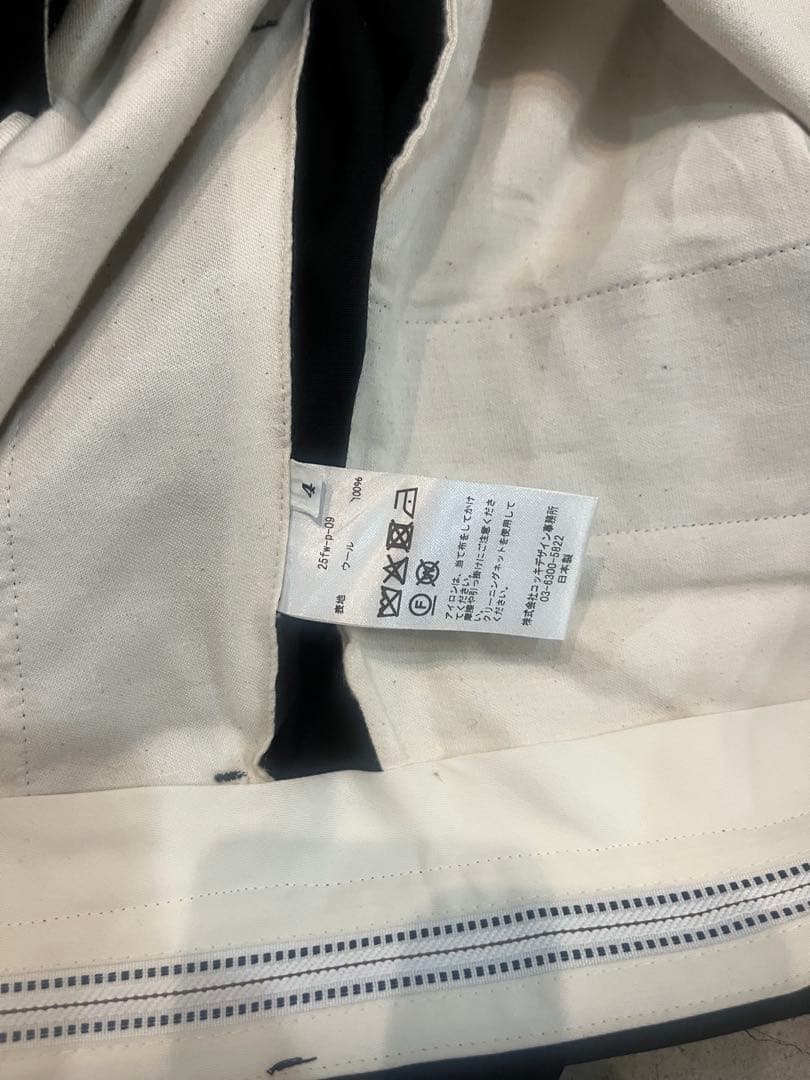 4
25fw-p-09
表地 ウール 100%
F
W
アイロンは、当て布をしてかけ
てください。
摩擦や引っ掛けにご注意くださ
い。
クリーニングネットを使用して
ください。
株式会社コッキデザイン事務所
03-6300-5822
日本製